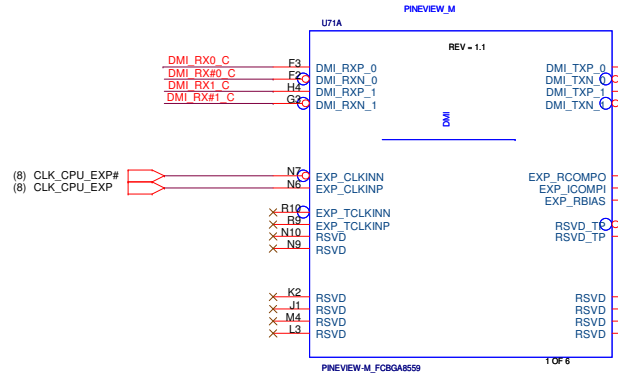 PINEVIEW_M
U71A
REV = 1.1
DMI_RX0_C F3 DMI_RXP_0 DMI_TXP_0
DMI_RX#0_C F2 DMI_RXN_0 DMI_TXN_0
DMI_RX1_C H4 DMI_RXP_1 DMI_TXP_1
DMI_RX#1_C G3 DMI_RXN_1 DMI_TXN_1
DMI
(8) CLK_CPU_EXP# N7 EXP_CLKINN EXP_RCOMPO
(8) CLK_CPU_EXP N6 EXP_CLKINP EXP_ICOMPI
EXP_RBIAS
R10 EXP_TCLKINN
R9 EXP_TCLKINP RSVD_TP
N10 RSVD RSVD_TP
N9 RSVD
K2 RSVD RSVD
J1 RSVD RSVD
M4 RSVD RSVD
L3 RSVD RSVD
1 OF 6
PINEVIEW-M_FCBGA8559